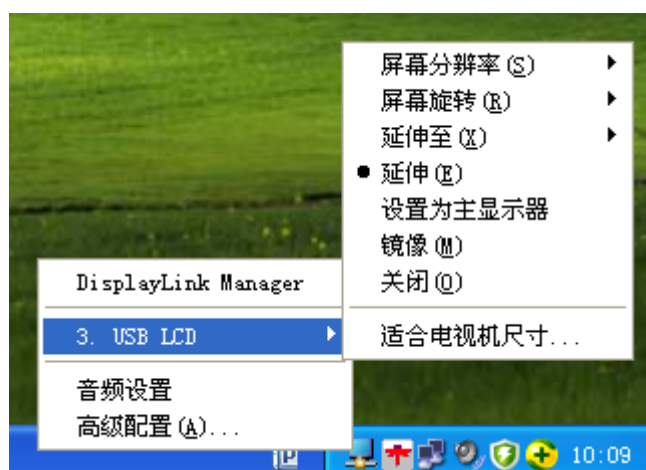 屏幕分辨率(S)
屏幕旋转(R)
延伸至(X)
延伸(E)
设置为主显示器
镜像(M)
关闭(O)
适合电视机尺寸...
DisplayLink Manager
3. USB LCD
音频设置
高级配置(A)...
10:09